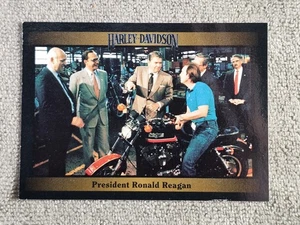 HARLEY-DAVIDSON
President Ronald Reagan